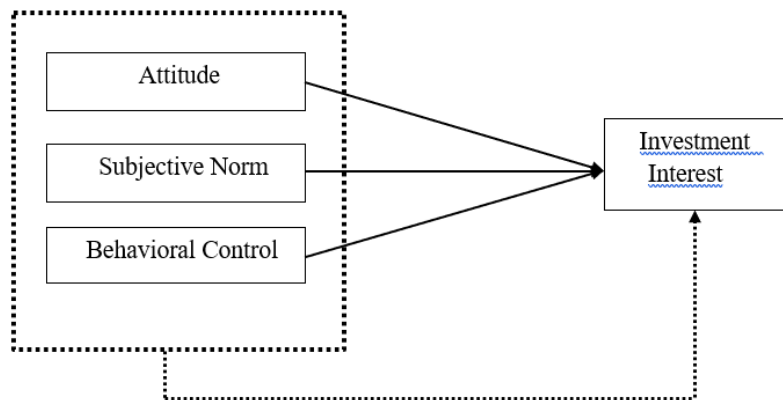 Attitude
Subjective Norm
Behavioral Control
Investment
Interest